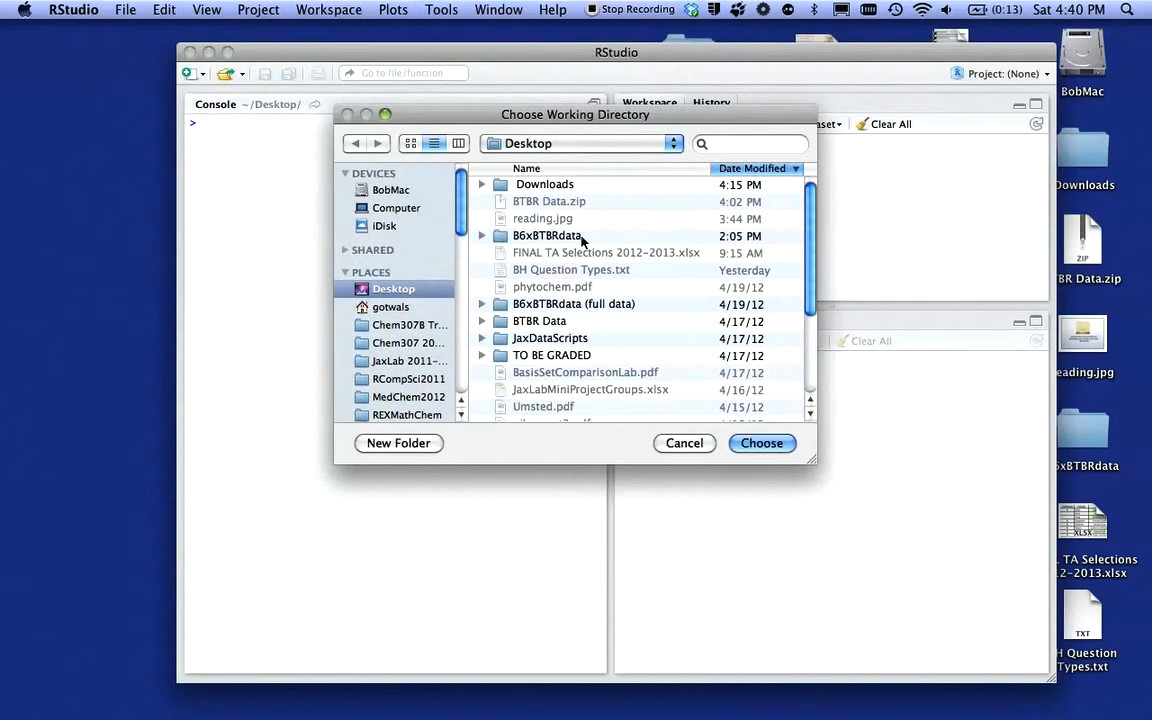 RStudio File Edit View Project Workspace Plots Tools Window Help Stop Recording (0:13) Sat 4:40 PM
RStudio
Go to file/function
Project: (None)
Console ~/Desktop/
Workspace History
>
Clear All
Choose Working Directory
Desktop
Name Date Modified
DEVICES
BobMac
Computer
iDisk
SHARED
PLACES
Desktop
gotwals
Chem307B Tr...
Chem307 20...
JaxLab 2011-...
RCompSci2011
MedChem2012
REXMathChem
Downloads 4:15 PM
BTBR Data.zip 4:02 PM
reading.jpg 3:44 PM
B6xBTBRdata 2:05 PM
FINAL TA Selections 2012-2013.xlsx 9:15 AM
BH Question Types.txt Yesterday
phytochem.pdf 4/19/12
B6xBTBRdata (full data) 4/19/12
BTBR Data 4/17/12
JaxDataScripts 4/17/12
TO BE GRADED 4/17/12
BasisSetComparisonLab.pdf 4/17/12
JaxLabMiniProjectGroups.xlsx 4/16/12
Umsted.pdf 4/15/12
New Folder Cancel Choose
Clear All
BobMac
ownloads
ZIP
BR Data.zip
eading.jpg
xBTBRdata
XLSX
L TA Selections
2-2013.xlsx
TXT
H Question
Types.txt